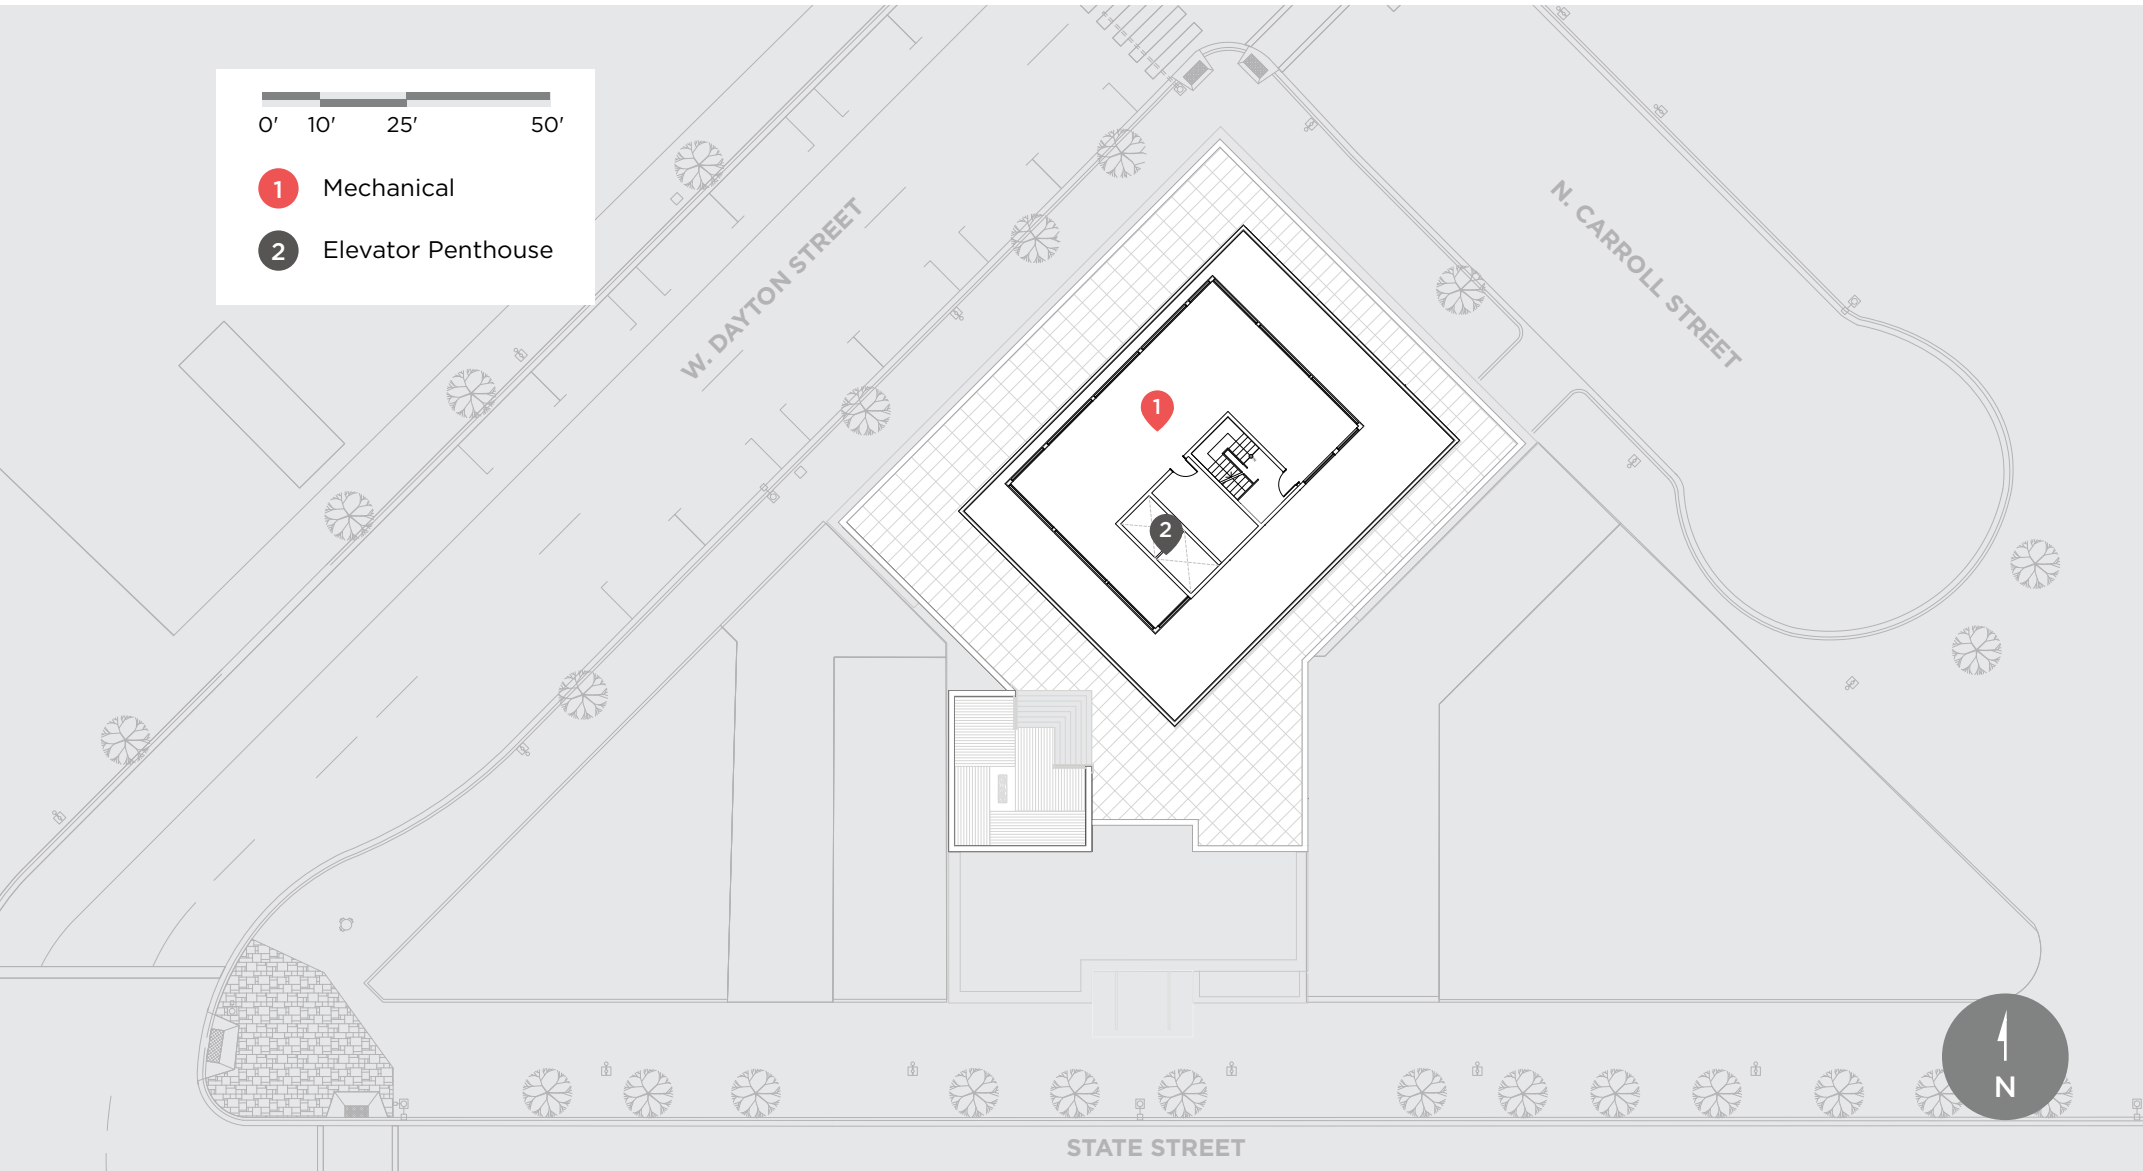 0' 10' 25' 50'
1 Mechanical
2 Elevator Penthouse
W. DAYTON STREET
N. CARROLL STREET
1
2
N
STATE STREET